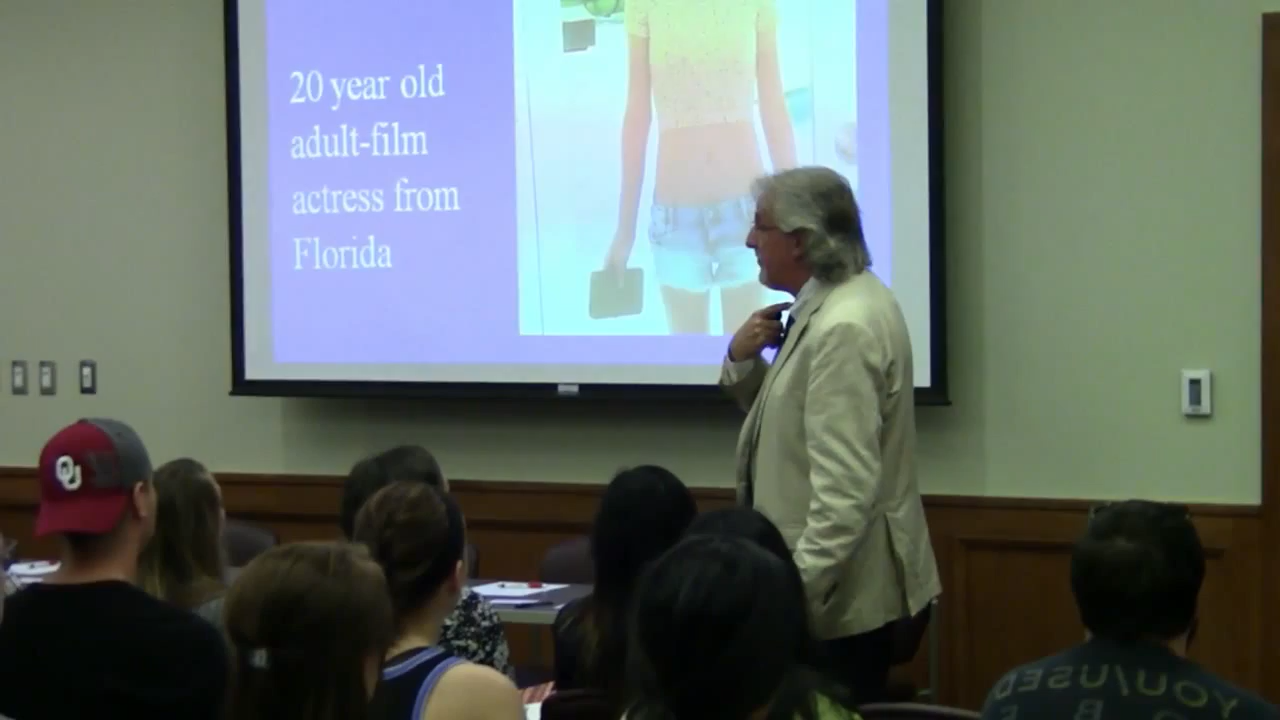 20 year old
adult-film
actress from
Florida
OU
YOU/USED